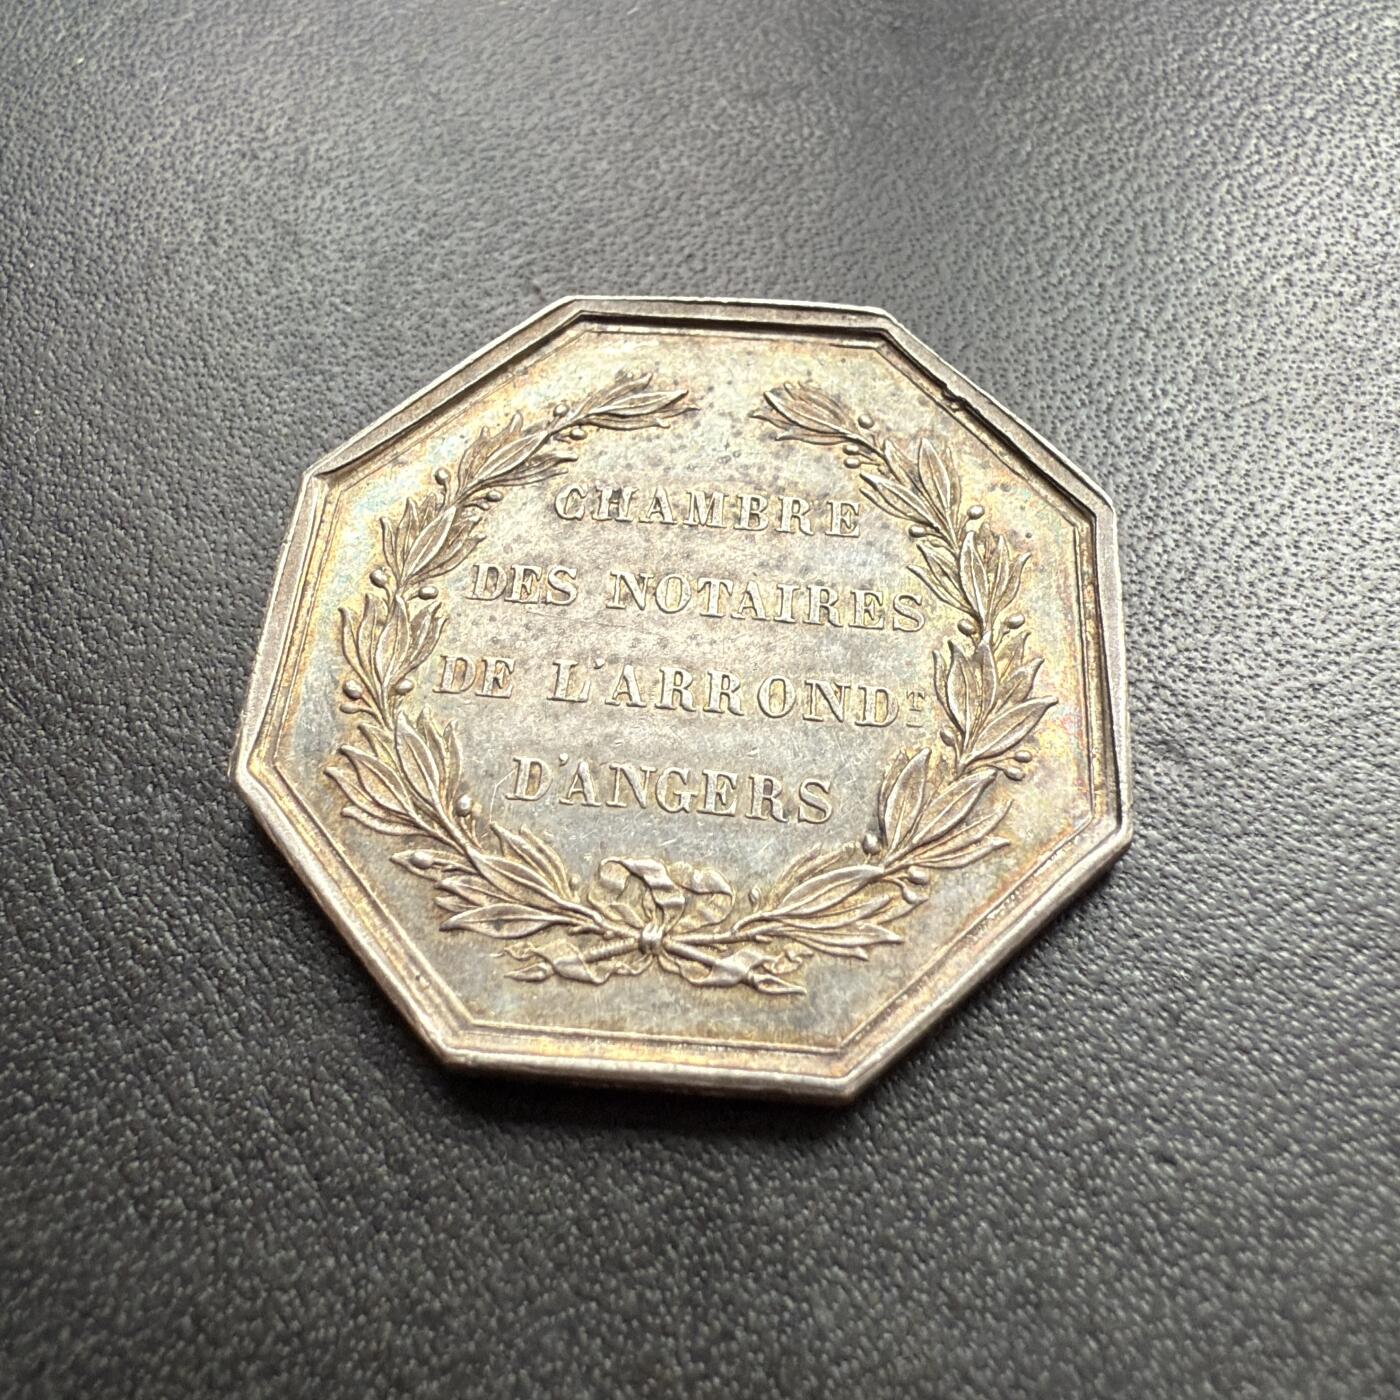 CHAMBRE
DES NOTAIRES
DE L'ARRONDT
D'ANGERS